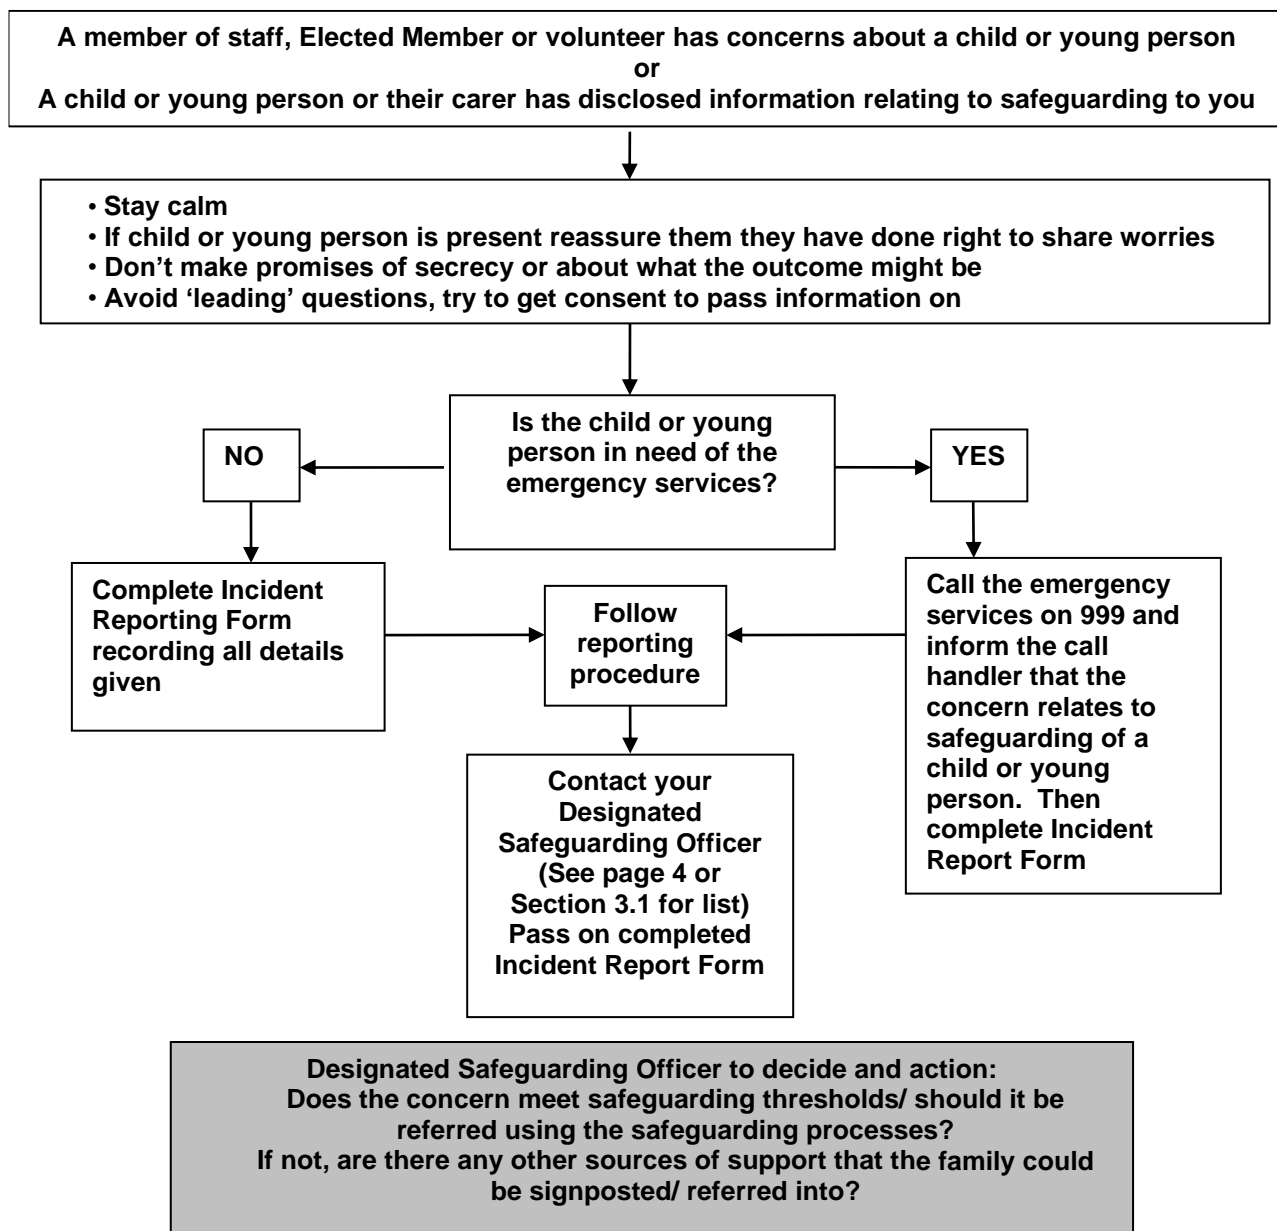 A member of staff, Elected Member or volunteer has concerns about a child or young person
or
A child or young person or their carer has disclosed information relating to safeguarding to you
• Stay calm
• If child or young person is present reassure them they have done right to share worries
• Don’t make promises of secrecy or about what the outcome might be
• Avoid ‘leading’ questions, try to get consent to pass information on
Is the child or young
person in need of the
emergency services?
NO
YES
Complete Incident
Reporting Form
recording all details
given
Follow
reporting
procedure
Call the emergency
services on 999 and
inform the call
handler that the
concern relates to
safeguarding of a
child or young
person.  Then
complete Incident
Report Form
Contact your
Designated
Safeguarding Officer
(See page 4 or
Section 3.1 for list)
Pass on completed
Incident Report Form
Designated Safeguarding Officer to decide and action:
Does the concern meet safeguarding thresholds/ should it be
referred using the safeguarding processes?
If not, are there any other sources of support that the family could
be signposted/ referred into?